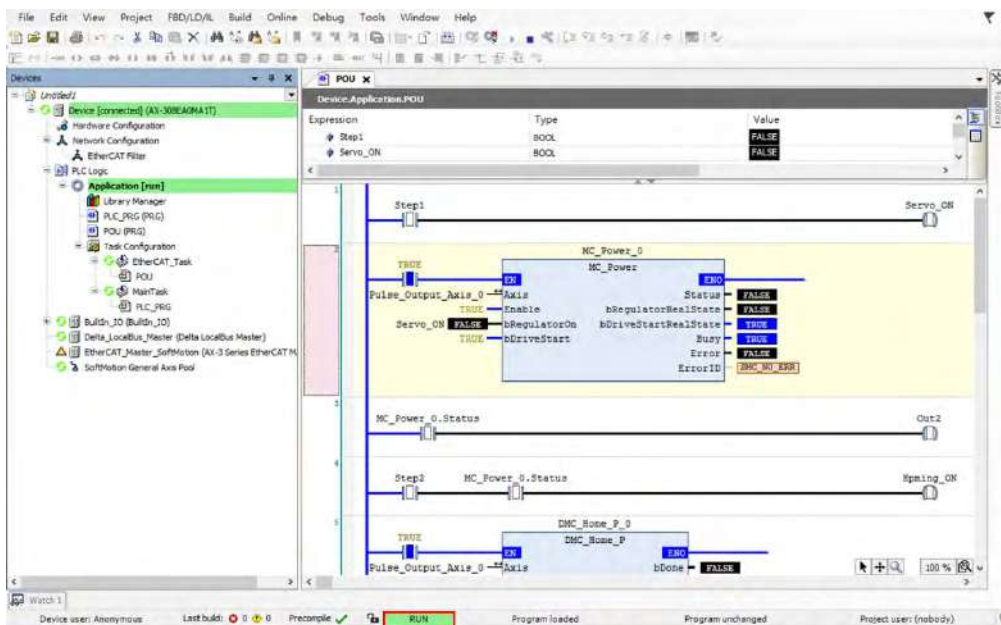 File Edit View Project FBD/LD/IL Build Online Debug Tools Window Help
Devices
POU
Untitled1
Device [connected] (AX-308EA0MA1T)
Hardware Configuration
Network Configuration
EtherCAT Filter
PLC Logic
Application [run]
Library Manager
PLC_PRG (PRG)
POU (PRG)
Task Configuration
EtherCAT_Task
POU
MainTask
PLC_PRG
BuiltIn_IO (BuiltIn_IO)
Delta_LocalBus_Master (Delta LocalBus Master)
EtherCAT_Master_SoftMotion (AX-3 Series EtherCAT M
SoftMotion General Axis Pool
Device.Application.POU
Expression Type Value
Step1 BOOL FALSE
Servo_ON BOOL FALSE
Toolbox
1
Step1 Servo_ON
2
MC_Power_0
TRUE MC_Power
EN ENO
Pulse_Output_Axis_0 Axis Status FALSE
TRUE Enable bRegulatorRealState FALSE
Servo_ON FALSE bRegulatorOn bDriveStartRealState TRUE
TRUE bDriveStart Busy TRUE
Error FALSE
ErrorID SMC_NO_ERR
3
MC_Power_0.Status Out2
4
Step2 MC_Power_0.Status Hpming_ON
5
DMC_Home_P_0
TRUE DMC_Home_P
EN ENO
Pulse_Output_Axis_0 Axis bDone FALSE
100 %
Watch 1
Device user: Anonymous Last build: 0 0 Precompile RUN Program loaded Program unchanged Project user: (nobody)